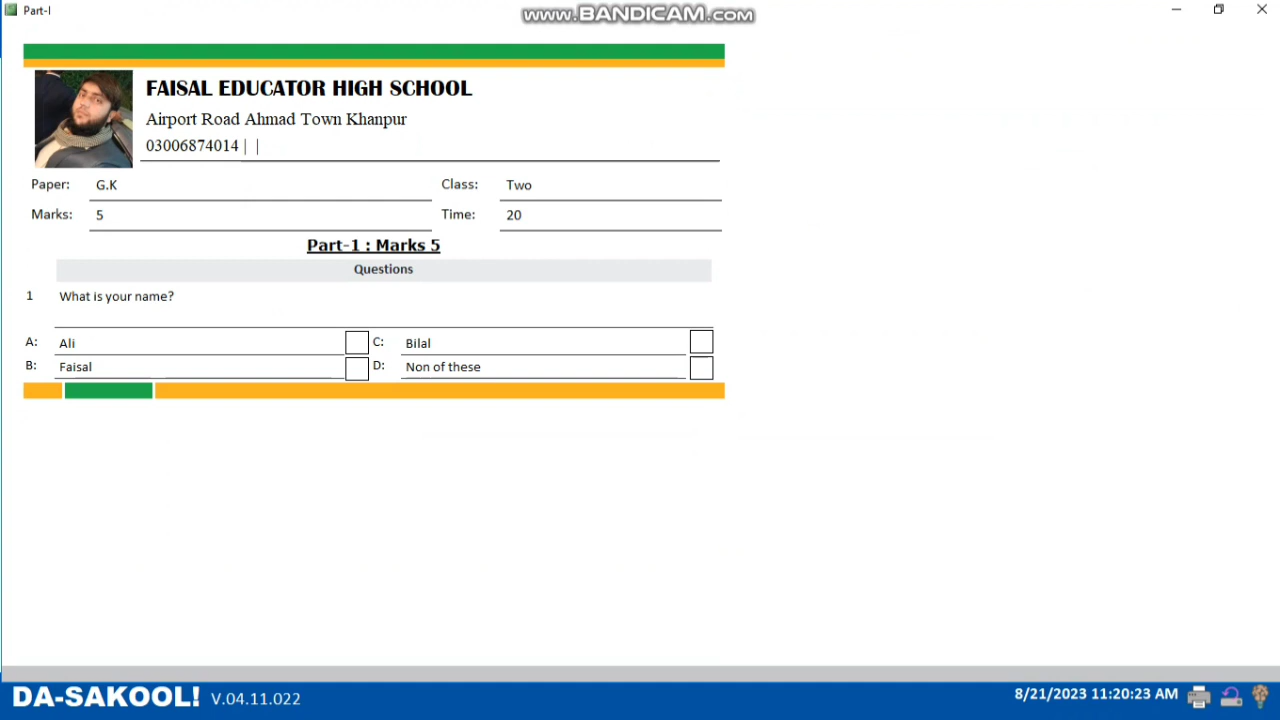 Part-I
www.BANDICAM.com
FAISAL EDUCATOR HIGH SCHOOL
Airport Road Ahmad Town Khanpur
03006874014 | |
Paper: G.K Class: Two
Marks: 5 Time: 20
Part-1 : Marks 5
Questions
1 What is your name?
A: Ali C: Bilal
B: Faisal D: Non of these
DA-SAKOOL! V.04.11.022 8/21/2023 11:20:23 AM